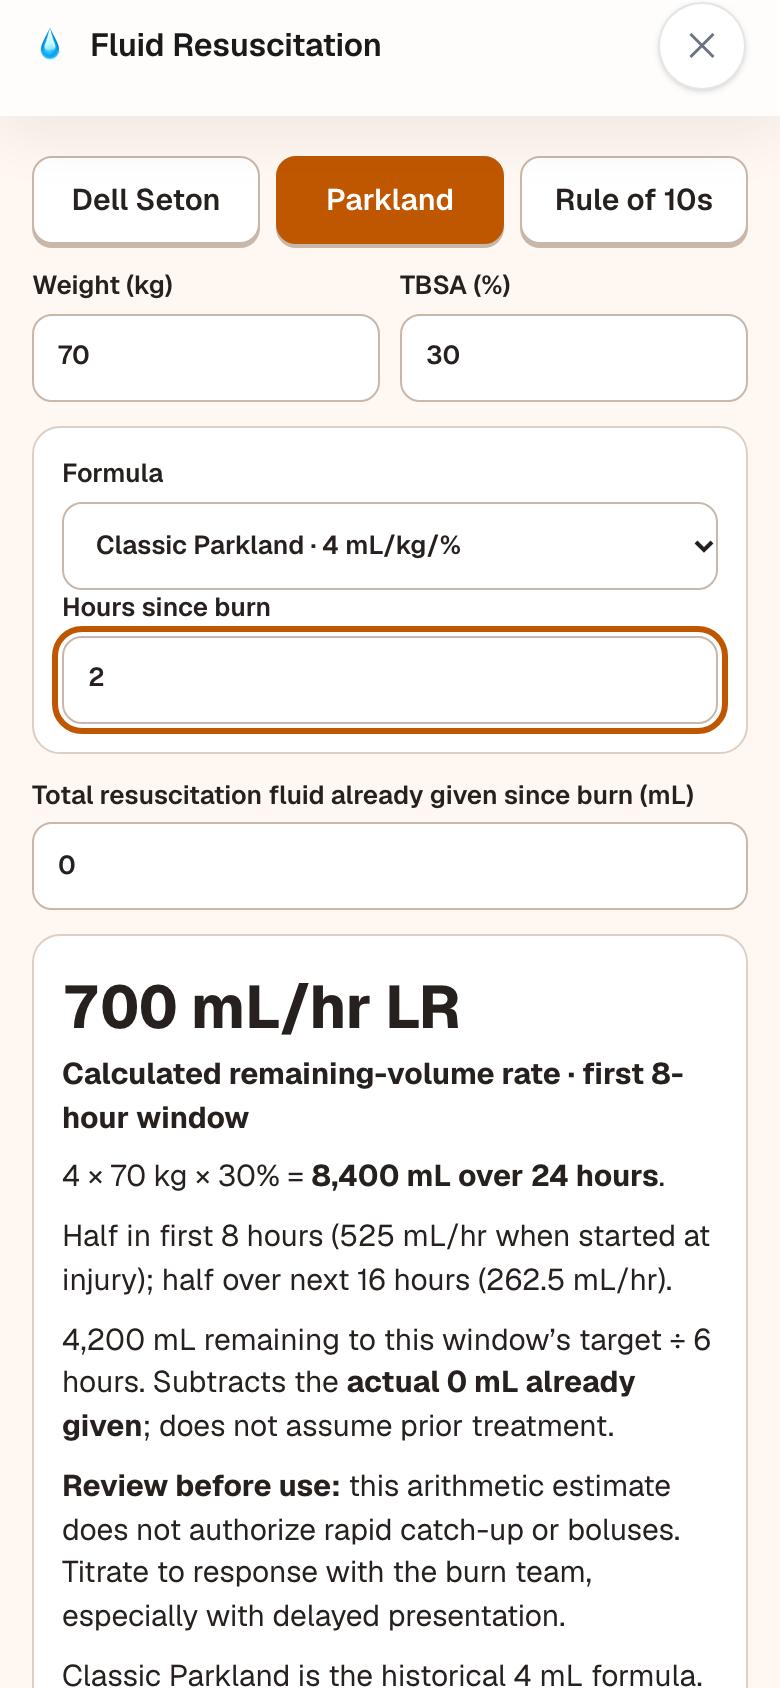 Fluid Resuscitation
Dell Seton
Parkland
Rule of 10s
Weight (kg)
TBSA (%)
70
30
Formula
Classic Parkland · 4 mL/kg/%
Hours since burn
2
Total resuscitation fluid already given since burn (mL)
0
700 mL/hr LR
Calculated remaining-volume rate · first 8-
hour window
4 × 70 kg × 30% = 8,400 mL over 24 hours.
Half in first 8 hours (525 mL/hr when started at
injury); half over next 16 hours (262.5 mL/hr).
4,200 mL remaining to this window’s target ÷ 6
hours. Subtracts the actual 0 mL already
given; does not assume prior treatment.
Review before use: this arithmetic estimate
does not authorize rapid catch-up or boluses.
Titrate to response with the burn team,
especially with delayed presentation.
Classic Parkland is the historical 4 mL formula.